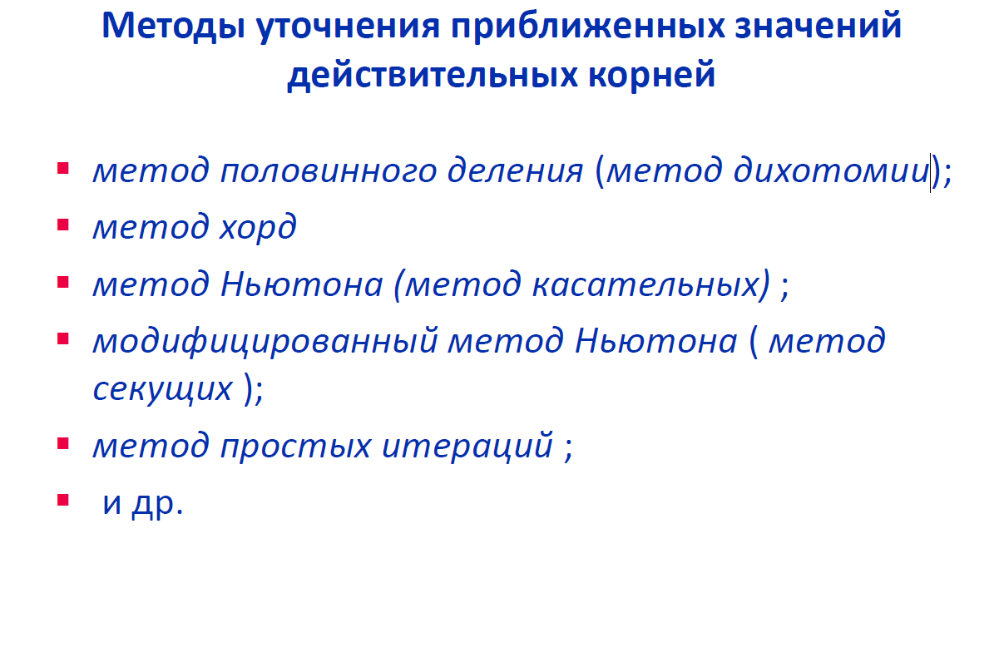 Методы уточнения приближенных значений
действительных корней
▪ метод половинного деления (метод дихотомии);
▪ метод хорд
▪ метод Ньютона (метод касательных) ;
▪ модифицированный метод Ньютона ( метод
секущих );
▪ метод простых итераций ;
▪ и др.